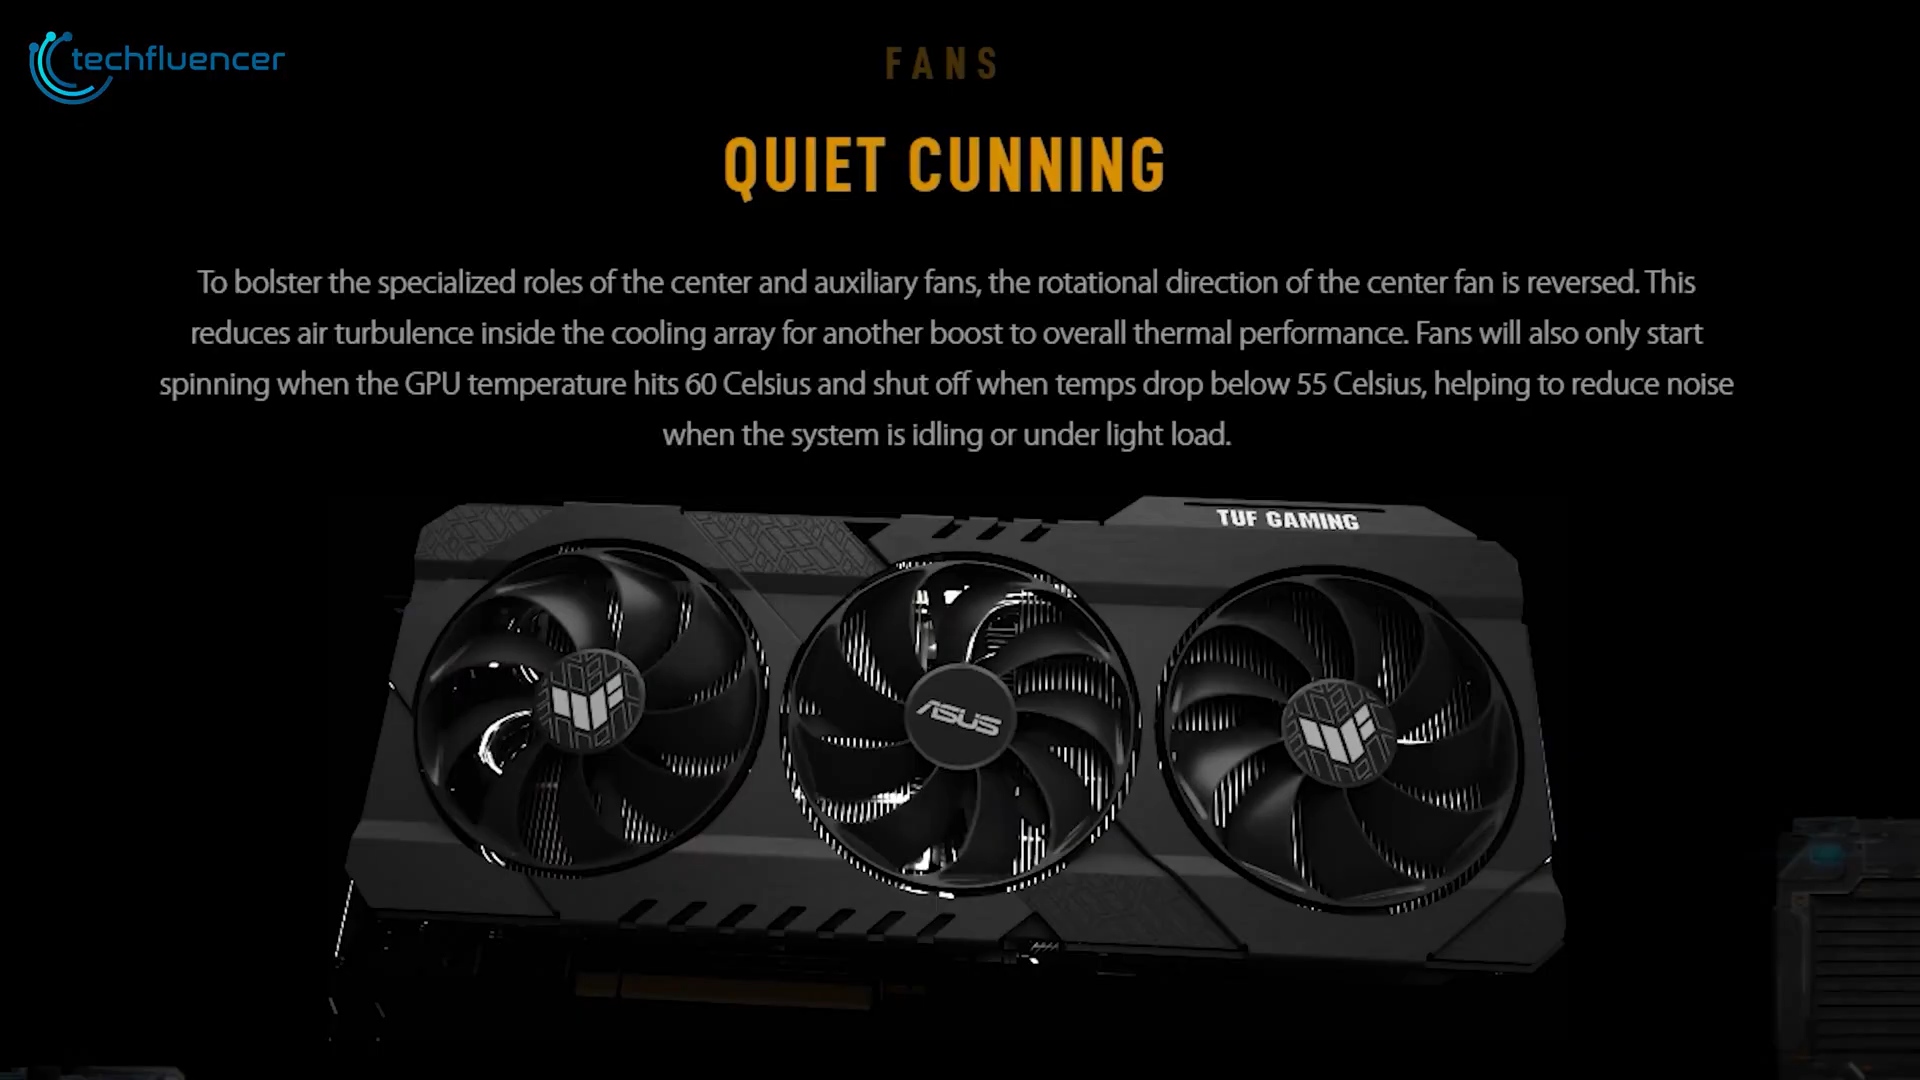 techfluencer
FANS
QUIET CUNNING
To bolster the specialized roles of the center and auxiliary fans, the rotational direction of the center fan is reversed. This
reduces air turbulence inside the cooling array for another boost to overall thermal performance. Fans will also only start
spinning when the GPU temperature hits 60 Celsius and shut off when temps drop below 55 Celsius, helping to reduce noise
when the system is idling or under light load.
TUF GAMING
ASUS